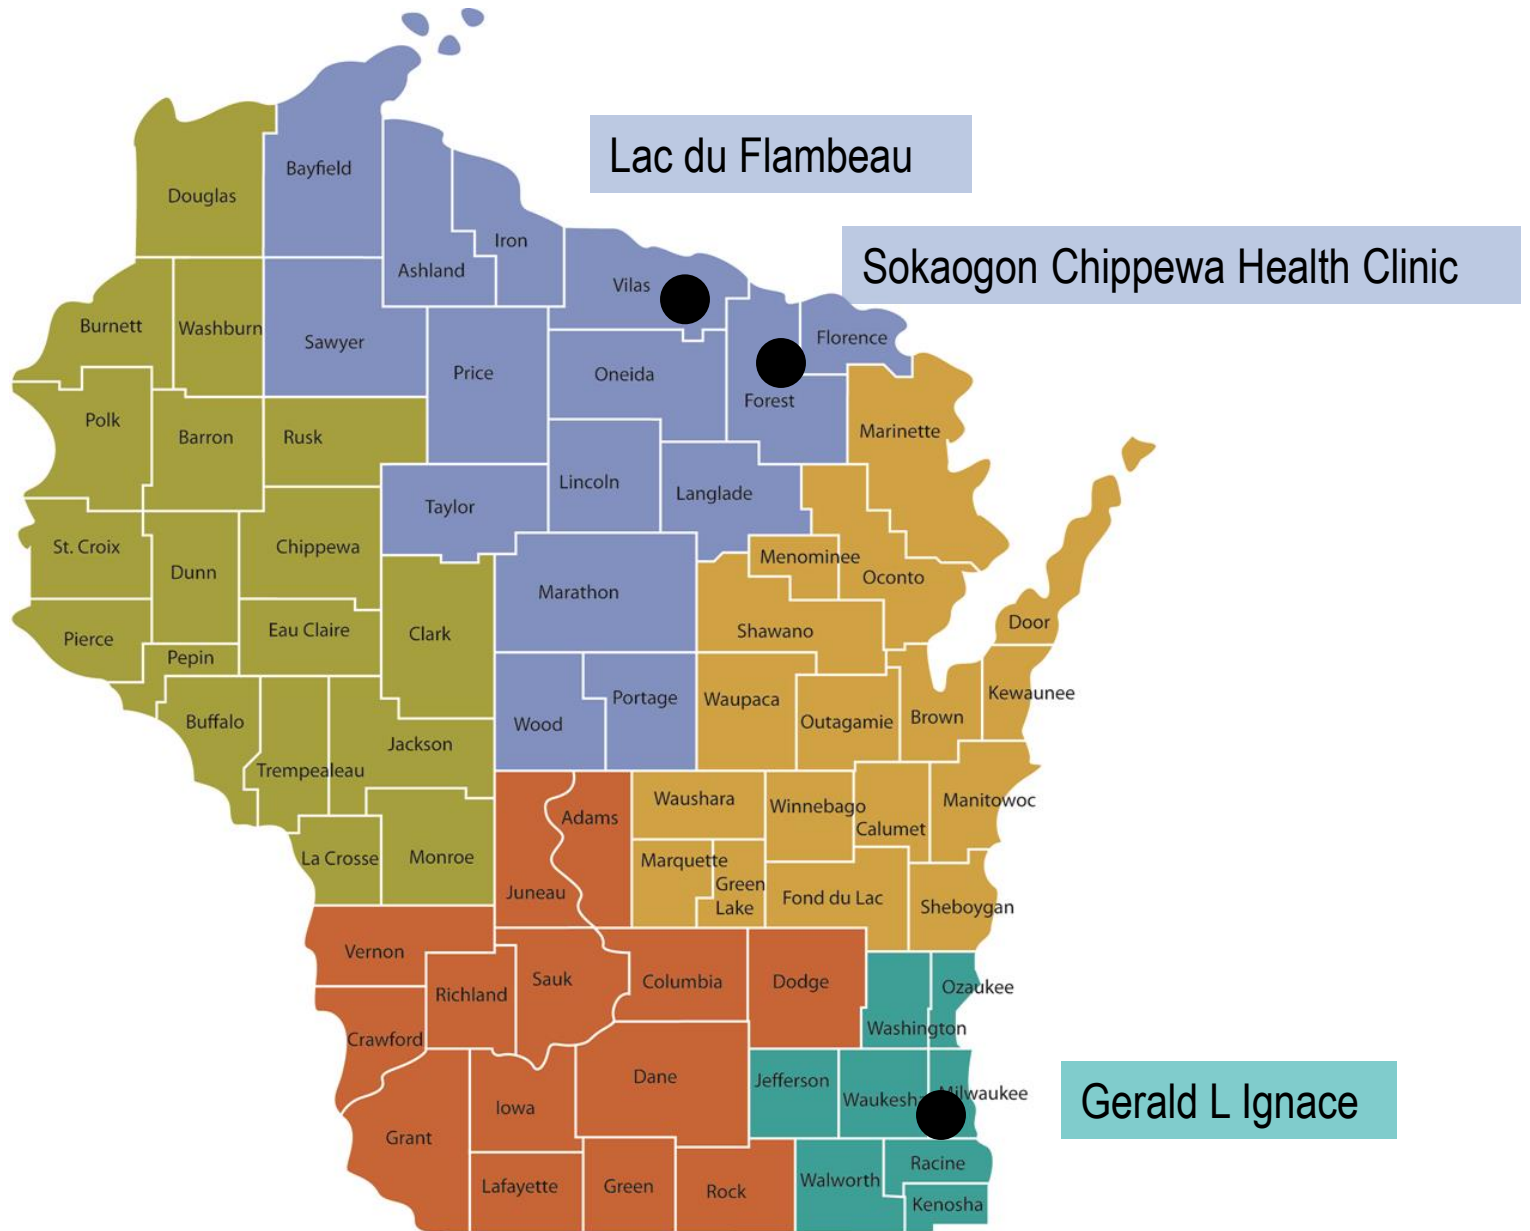 Lac du Flambeau
Sokaogon Chippewa Health Clinic
Gerald L Ignace
Bayfield
Douglas
Iron
Ashland
Vilas
Burnett
Washburn
Sawyer
Florence
Price
Oneida
Forest
Polk
Barron
Rusk
Marinette
Lincoln
Langlade
Taylor
St. Croix
Chippewa
Dunn
Menominee
Oconto
Marathon
Pierce
Eau Claire
Clark
Shawano
Door
Pepin
Buffalo
Wood
Portage
Waupaca
Outagamie
Brown
Kewaunee
Jackson
Trempealeau
Adams
Waushara
Winnebago
Calumet
Manitowoc
La Crosse
Monroe
Juneau
Marquette
Green
Lake
Fond du Lac
Sheboygan
Vernon
Richland
Sauk
Columbia
Dodge
Ozaukee
Washington
Crawford
Iowa
Dane
Jefferson
Waukesha
Milwaukee
Grant
Lafayette
Green
Rock
Walworth
Racine
Kenosha